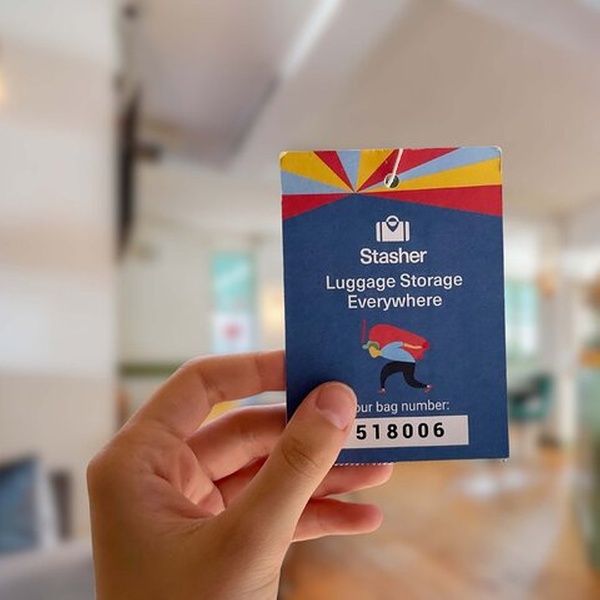 Stasher
Luggage Storage
Everywhere
our bag number:
518006